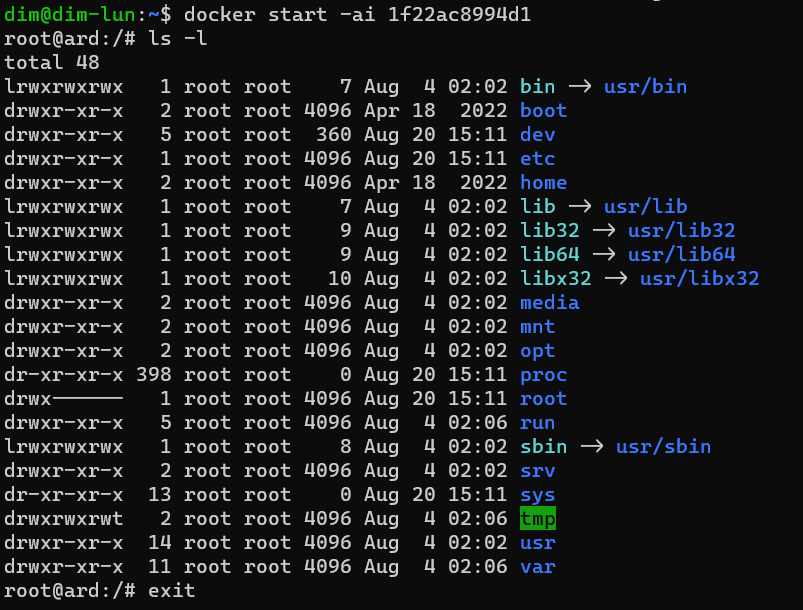 dim@dim-lun:~$ docker start -ai 1f22ac8994d1
root@ard:/# ls -l
total 48
lrwxrwxrwx   1 root root    7 Aug  4 02:02 bin -> usr/bin
drwxr-xr-x   2 root root 4096 Apr 18  2022 boot
drwxr-xr-x   5 root root  360 Aug 20 15:11 dev
drwxr-xr-x   1 root root 4096 Aug 20 15:11 etc
drwxr-xr-x   2 root root 4096 Apr 18  2022 home
lrwxrwxrwx   1 root root    7 Aug  4 02:02 lib -> usr/lib
lrwxrwxrwx   1 root root    9 Aug  4 02:02 lib32 -> usr/lib32
lrwxrwxrwx   1 root root    9 Aug  4 02:02 lib64 -> usr/lib64
lrwxrwxrwx   1 root root   10 Aug  4 02:02 libx32 -> usr/libx32
drwxr-xr-x   2 root root 4096 Aug  4 02:02 media
drwxr-xr-x   2 root root 4096 Aug  4 02:02 mnt
drwxr-xr-x   2 root root 4096 Aug  4 02:02 opt
dr-xr-xr-x 398 root root    0 Aug 20 15:11 proc
drwx------   1 root root 4096 Aug 20 15:11 root
drwxr-xr-x   5 root root 4096 Aug  4 02:06 run
lrwxrwxrwx   1 root root    8 Aug  4 02:02 sbin -> usr/sbin
drwxr-xr-x   2 root root 4096 Aug  4 02:02 srv
dr-xr-xr-x  13 root root    0 Aug 20 15:11 sys
drwxrwxrwt   2 root root 4096 Aug  4 02:06 tmp
drwxr-xr-x  14 root root 4096 Aug  4 02:02 usr
drwxr-xr-x  11 root root 4096 Aug  4 02:06 var
root@ard:/# exit